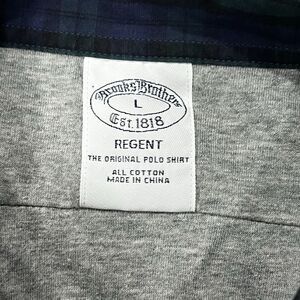 Brooks Brothers
L
Est. 1818
REGENT
THE ORIGINAL POLO SHIRT
ALL COTTON
MADE IN CHINA